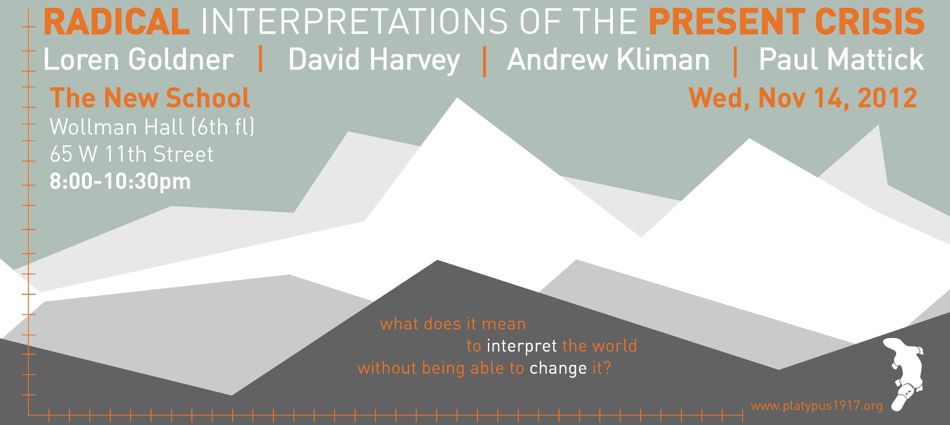 RADICAL INTERPRETATIONS OF THE PRESENT CRISIS
Loren Goldner | David Harvey | Andrew Kliman | Paul Mattick
The New School
Wed, Nov 14, 2012
Wollman Hall (6th fl)
65 W 11th Street
8:00-10:30pm
what does it mean
to interpret the world
without being able to change it?
www.platypus1917.org